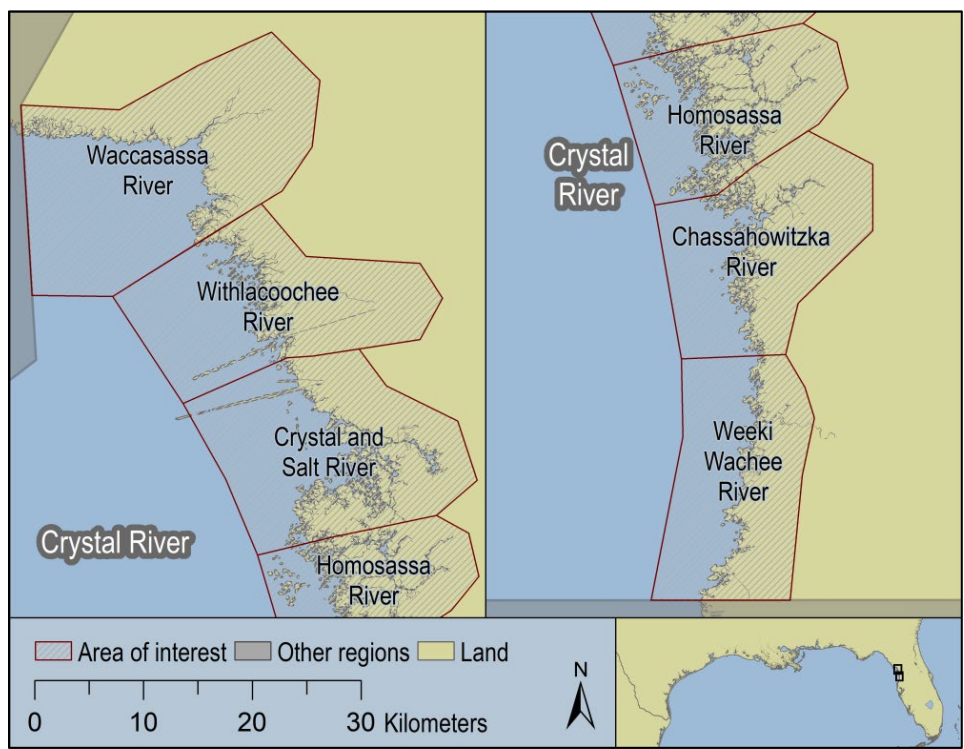 Waccasassa
River
Withlacoochee
River
Crystal and
Salt River
Crystal River
Homosassa
River
Homosassa
River
Crystal
River
Chassahowitzka
River
Weeki
Wachee
River
Area of interest Other regions Land
0 10 20 30 Kilometers
N